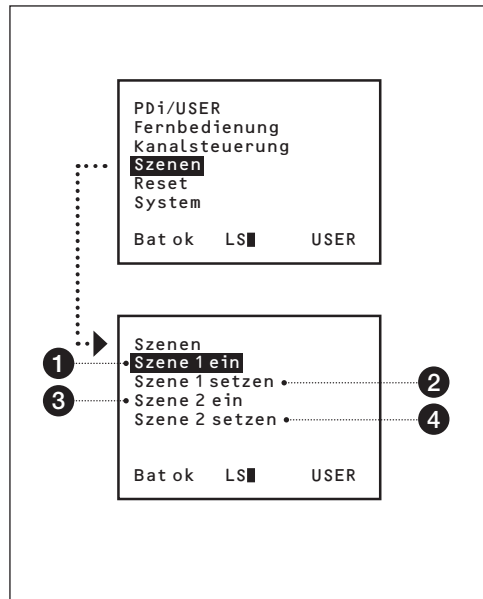 PDi/USER
Fernbedienung
Kanalsteuerung
Szenen
Reset
System
Bat ok LS USER
Szenen
1 Szene 1 ein
Szene 1 setzen 2
3 Szene 2 ein
Szene 2 setzen 4
Bat ok LS USER